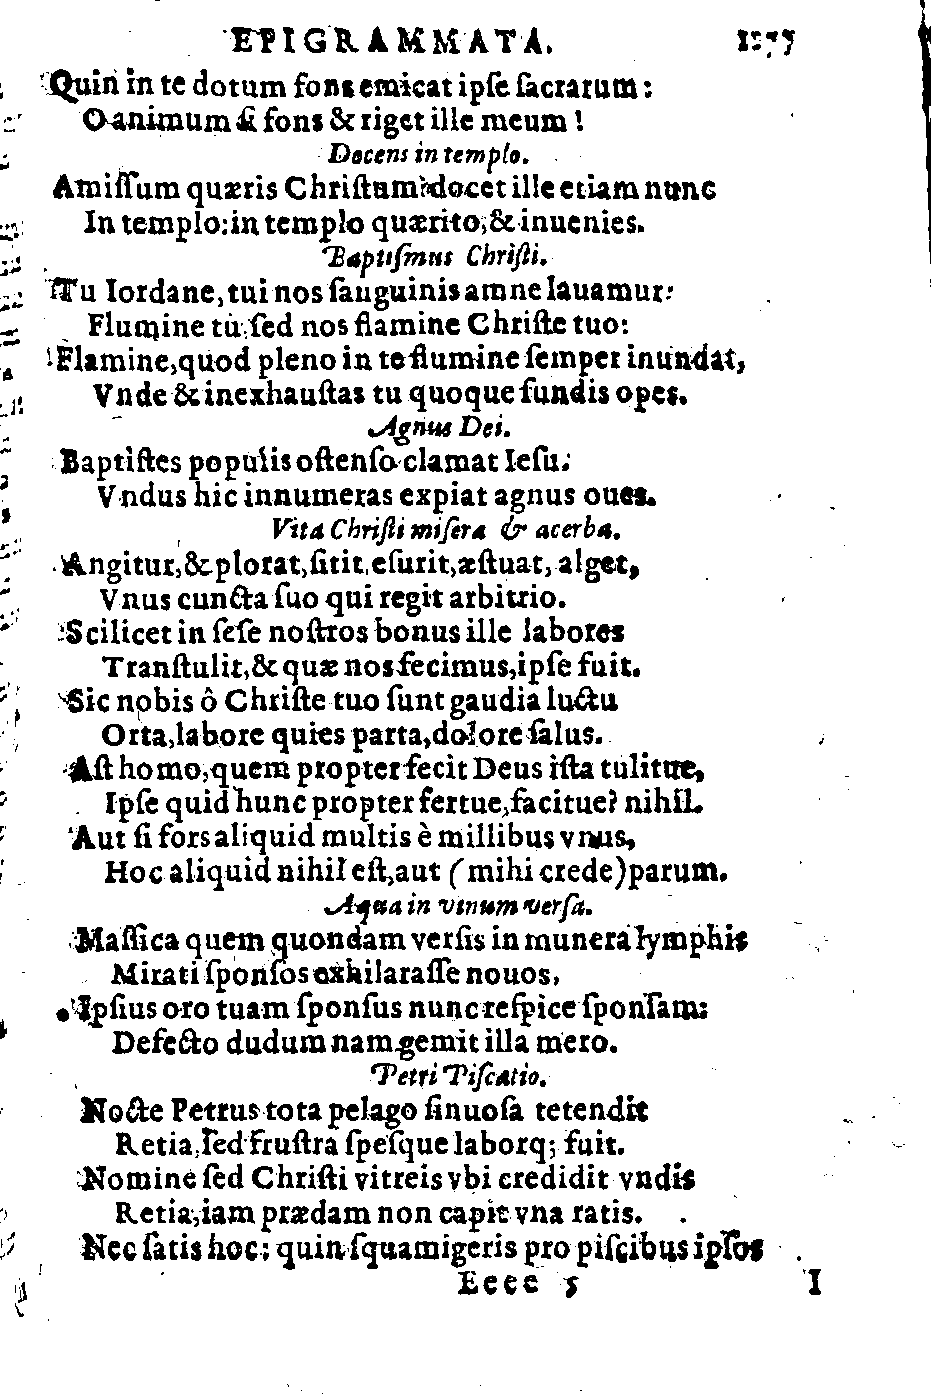 EPIGRAMMATA. 1277
Quin in te dotum fons emicat ipſe ſacrarum:
O animum ſi fons & riget ille meum!
Docens in templo.
Amiſſum quæris Chriſtum? docet ille etiam nunc
In templo: in templo quærito, & inuenies.
Baptiſmus Chriſti.
Tu Iordane, tui nos ſanguinis amne lauamur:
Flumine tu: ſed nos flamine Chriſte tuo:
Flamine, quod pleno in te flumine ſemper inundat,
Vnde & inexhauſtas tu quoque fundis opes.
Agnus Dei.
Baptiſtes populis oſtenſo clamat Ieſu:
Vndus hic innumeras expiat agnus oues.
Vita Chriſti miſera & acerba.
Angitur, & plorat, ſitit, eſurit, æſtuat, alget,
Vnus cuncta ſuo qui regit arbitrio.
Scilicet in ſeſe noſtros bonus ille labores
Tranſtulit, & quæ nos fecimus, ipſe fuit.
Sic nobis ô Chriſte tuo ſunt gaudia luctu
Orta, labore quies parta, dolore ſalus.
Aſt homo, quem propter fecit Deus iſta tulitue,
Ipſe quid hunc propter fertue, facitue? nihil.
Aut ſi fors aliquid multis è millibus vnus,
Hoc aliquid nihil eſt, aut (mihi crede) parum.
Aqua in vinum verſa.
Maſſica quem quondam verſis in munera lymphis
Mirati ſponſos exhilaraſſe nouos,
Ipſius oro tuam ſponſus nunc reſpice ſponſam:
Defecto dudum nam gemit illa mero.
Petri Piſcatio.
Nocte Petrus tota pelago ſinuoſa tetendit
Retia, ſed fruſtra ſpeſque laborq; fuit.
Nomine ſed Chriſti vitreis vbi credidit vndis
Retia, iam prædam non capit vna ratis.
Nec ſatis hoc: quin ſquamigeris pro piſcibus ipſos
Eeee 5 I